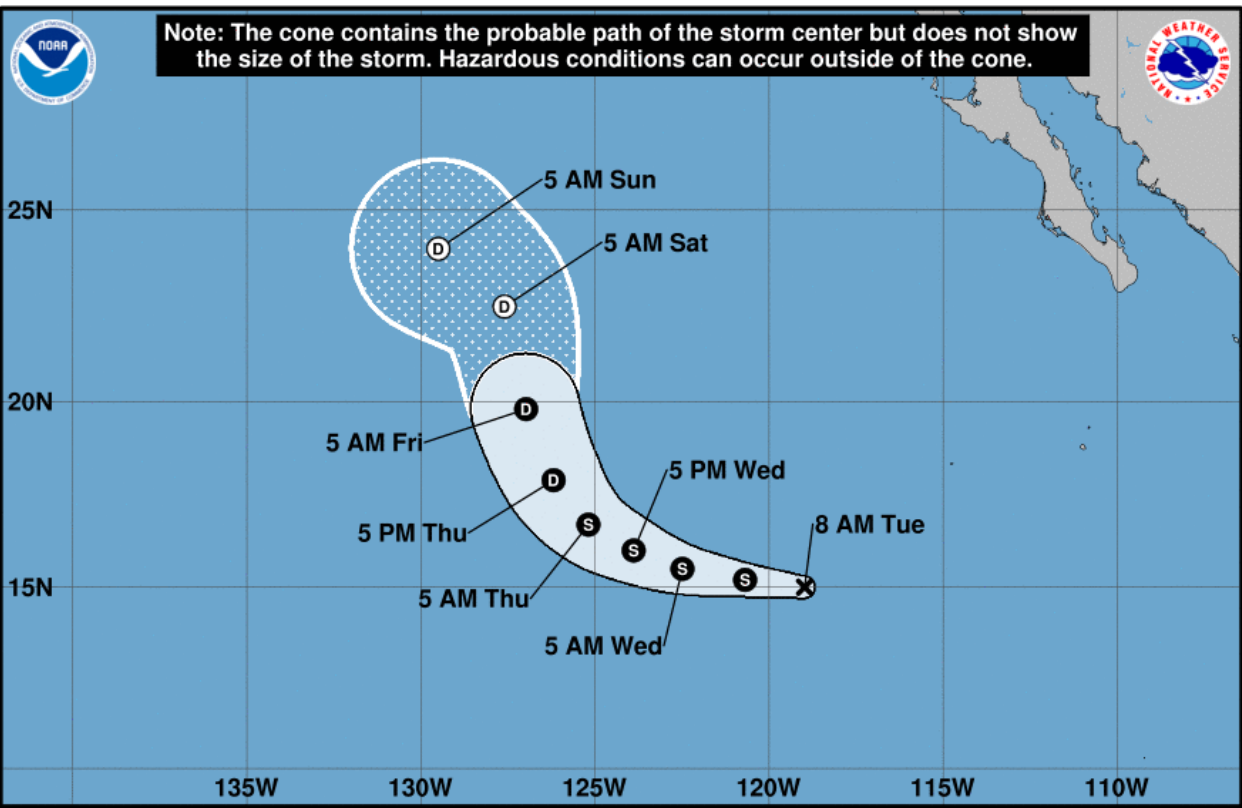 Note: The cone contains the probable path of the storm center but does not show
the size of the storm. Hazardous conditions can occur outside of the cone.
NOAA
NATIONAL WEATHER SERVICE
5 AM Sun
25N
5 AM Sat
D
D
20N
D
5 AM Fri
5 PM Wed
D
8 AM Tue
5 PM Thu
S
S
S
S
15N
5 AM Thu
5 AM Wed
135W
130W
125W
120W
115W
110W